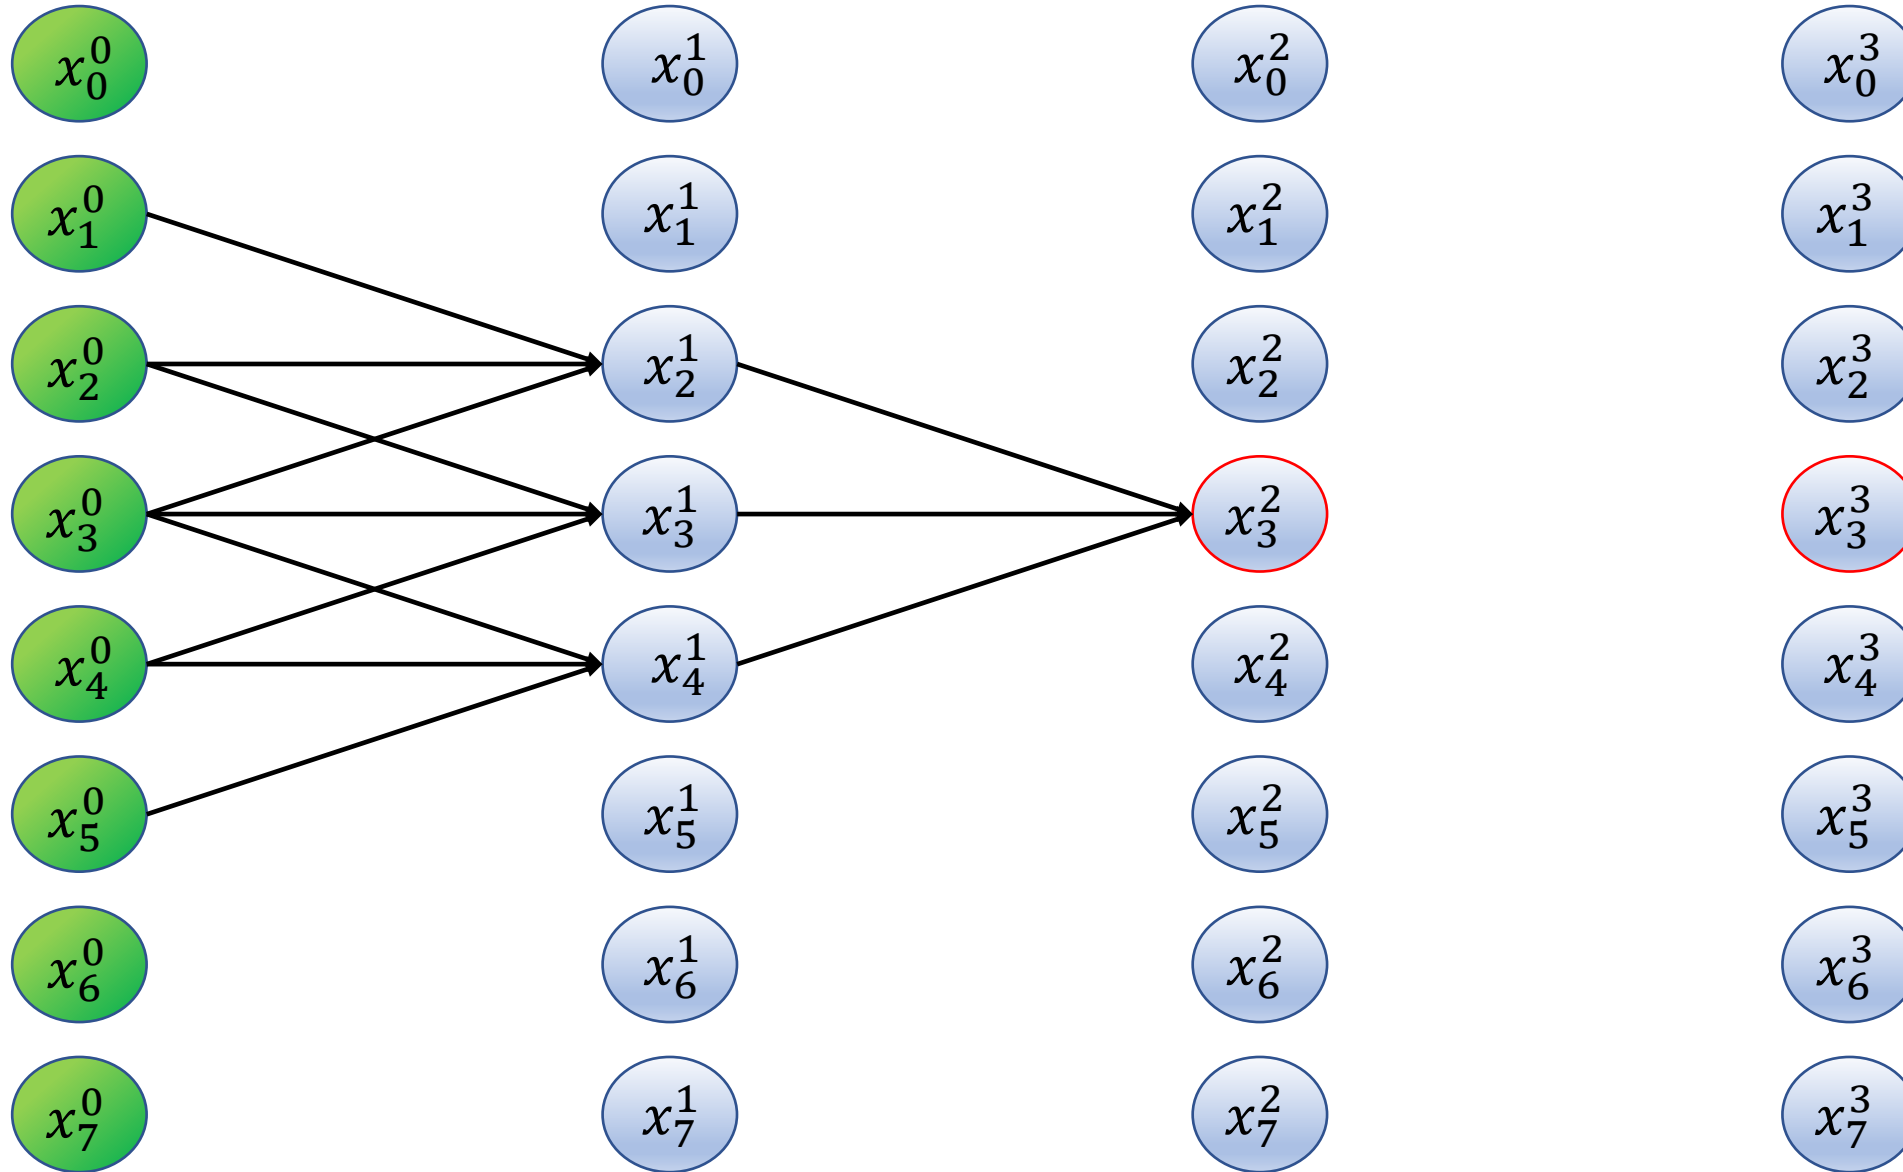 x_0^0 x_0^1 x_0^2 x_0^3
x_1^0 x_1^1 x_1^2 x_1^3
x_2^0 x_2^1 x_2^2 x_2^3
x_3^0 x_3^1 x_3^2 x_3^3
x_4^0 x_4^1 x_4^2 x_4^3
x_5^0 x_5^1 x_5^2 x_5^3
x_6^0 x_6^1 x_6^2 x_6^3
x_7^0 x_7^1 x_7^2 x_7^3